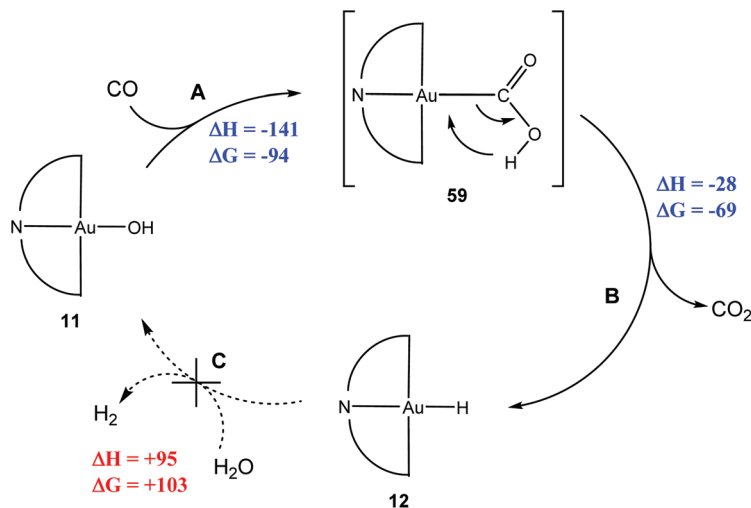 CO
A
ΔH = -141
ΔG = -94
N
Au
C
O
O
H
59
ΔH = -28
ΔG = -69
B
CO2
N
Au
OH
11
C
H2
H2O
ΔH = +95
ΔG = +103
N
Au
H
12